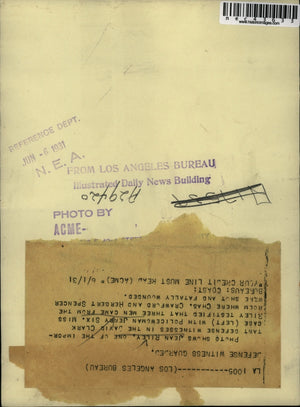 www.historicimages.com
REFERENCE DEPT.
JUN - 6 1931
N. E. A.
FROM LOS ANGELES BUREAU
Illustrated Daily News Building
A29420
PHOTO BY
ACME-
LA 1005 (LOS ANGELES BUREAU)
DEFENSE WITNESS GUARDED.
PHOTO SHOWS JEAN RILEY, ONE OF THE IMPOR-
TANT DEFENSE WITNESSES IN THE DAVID CLARK
CASE (LEFT) WITH POLICEWOMAN JERRY SIX. MISS
RILEY TESTIFIED THAT THREE MEN CAME FROM THE
ROOM WHERE CHAS. CRAWFORD AND HERBERT SPENCER
WERE SHOT AND FATALLY WOUNDED.
BUREAUS: COAST:
YOUR CREDIT LINE MUST READ (ACME) 6/1/31